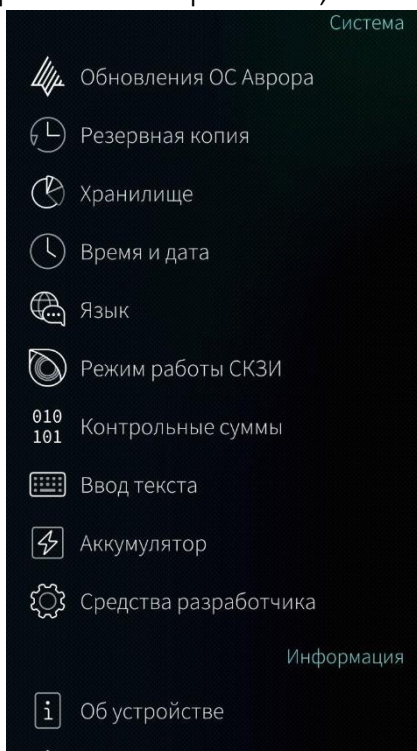 Система
Обновления ОС Аврора
Резервная копия
Хранилище
Время и дата
Язык
Режим работы СКЗИ
010
101
Контрольные суммы
Ввод текста
Аккумулятор
Средства разработчика
Информация
Об устройстве